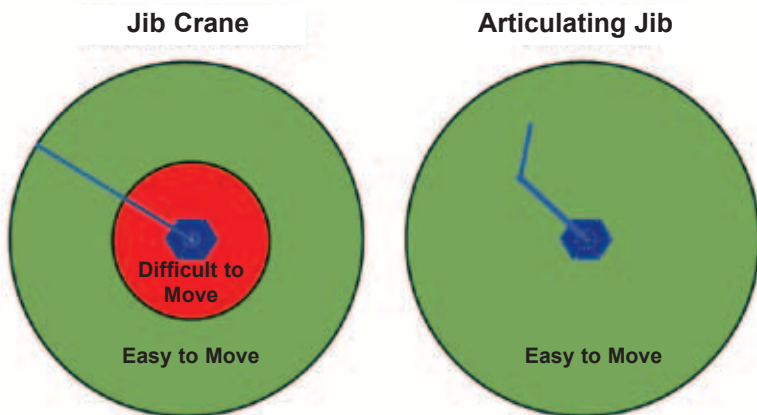 Jib Crane
Articulating Jib
Difficult to
Move
Easy to Move
Easy to Move